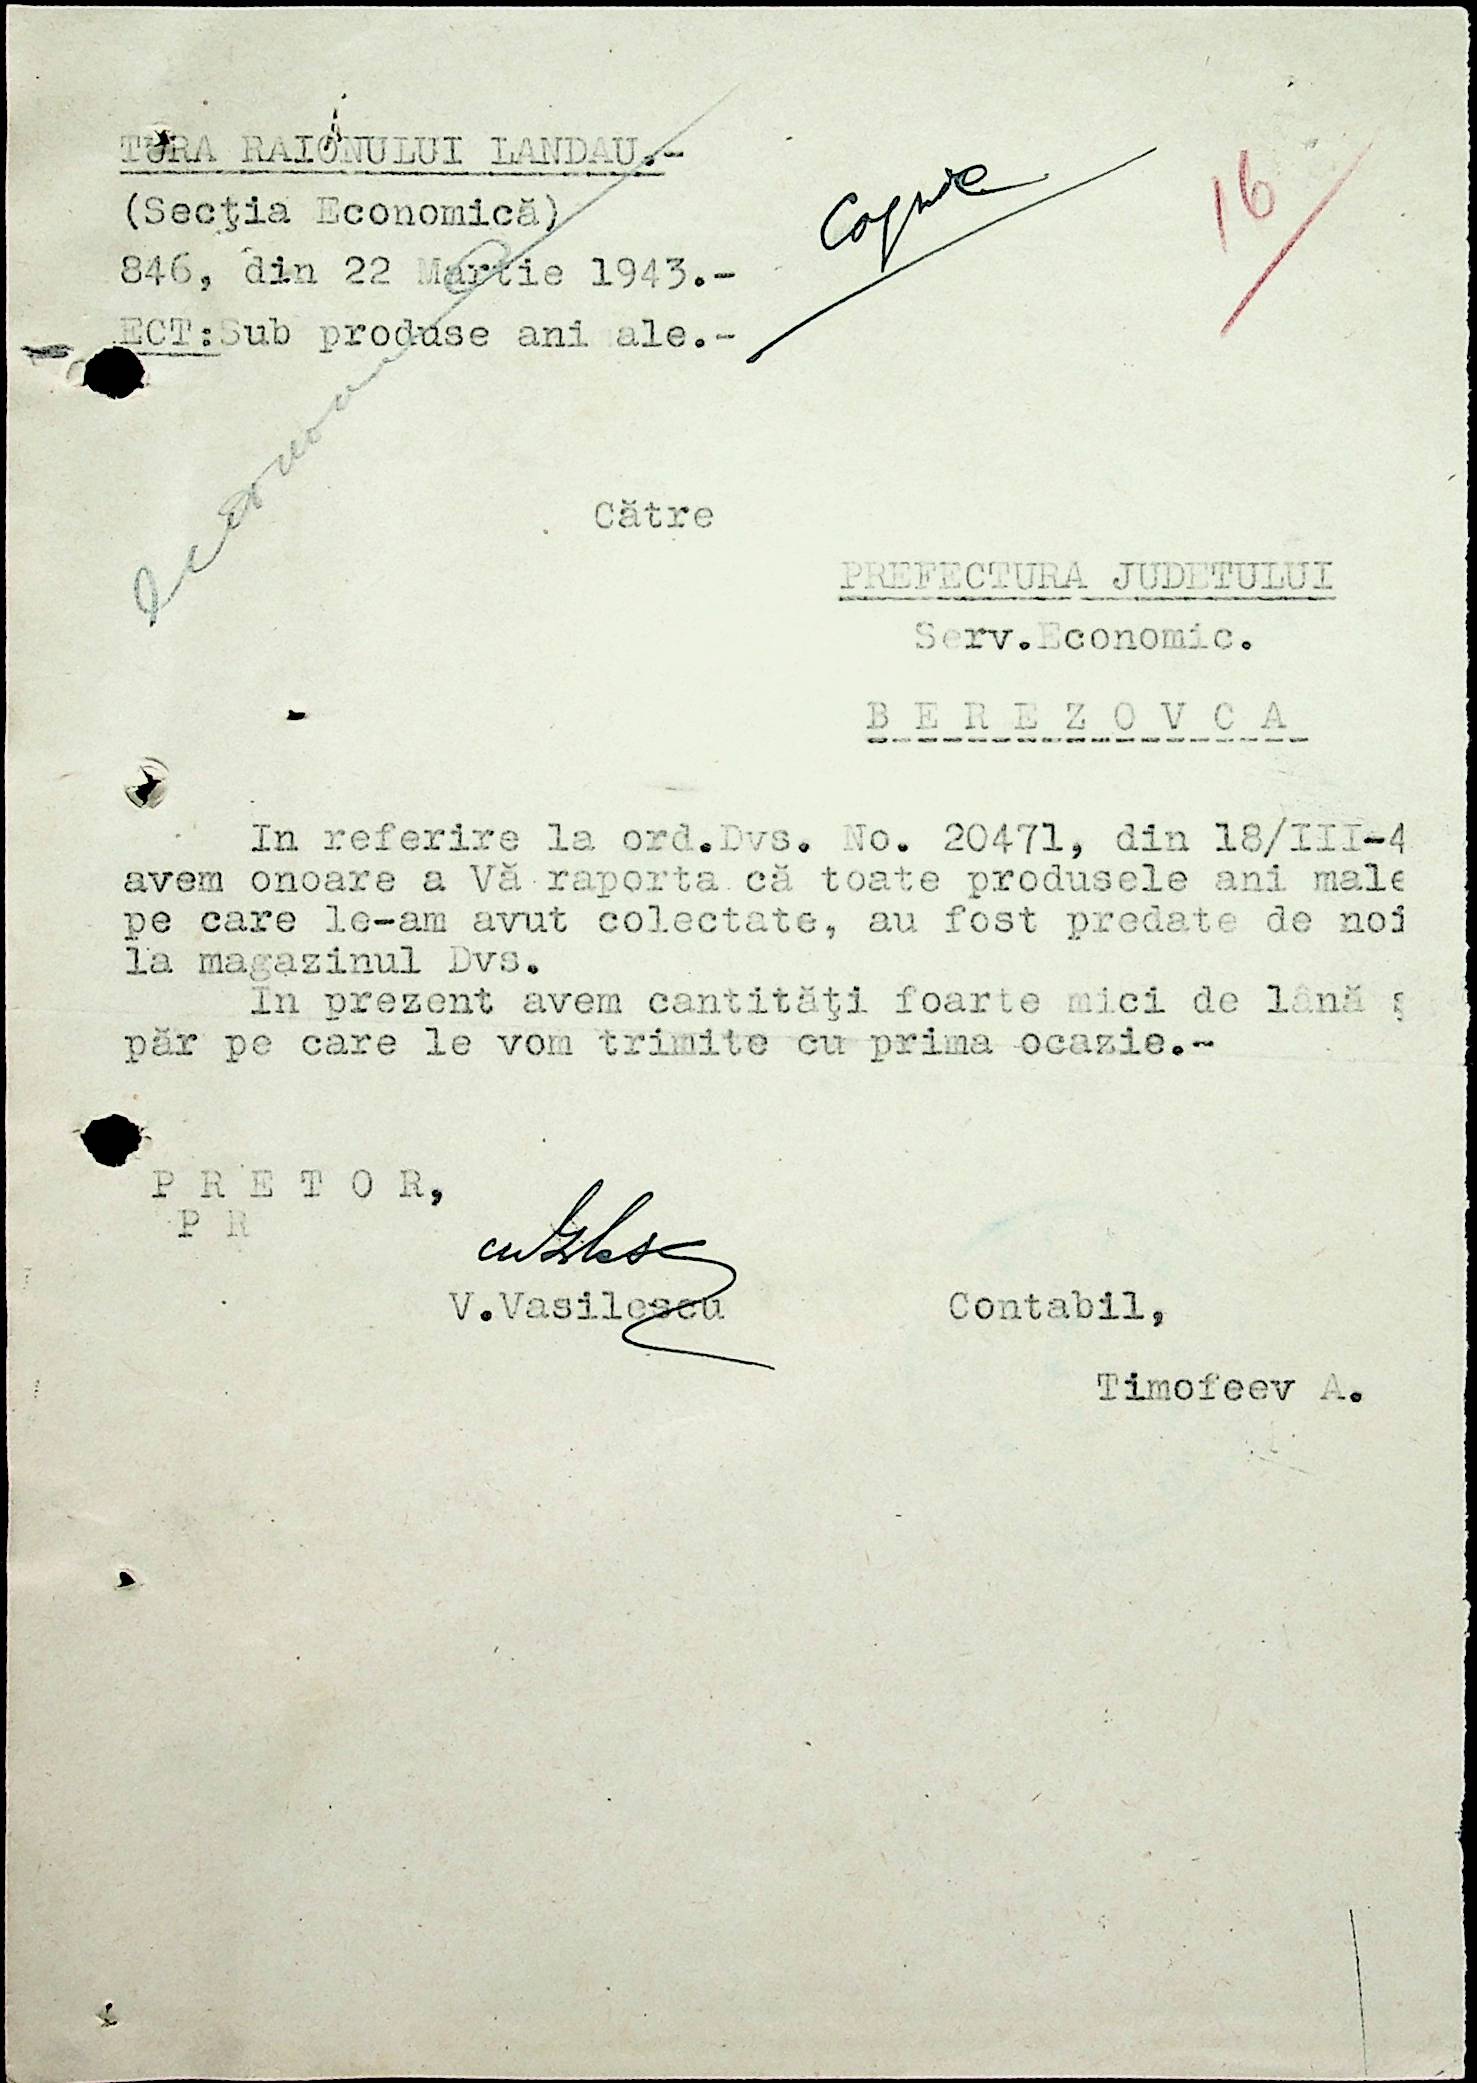 TURA RAIONULUI LANDAU.-
(Secţia Economică)
846, din 22 Martie 1943.-
ECT:Sub produse ani ale.-
Copie
16
Către
PREFECTURA JUDETULUI
Serv.Economic.
B E R E Z O V C A
In referire la ord.Dvs. No. 20471, din 18/III-4
avem onoare a Vă raporta că toate produsele ani male
pe care le-am avut colectate, au fost predate de noi
la magazinul Dvs.
In prezent avem cantităţi foarte mici de lână ş
păr pe care le vom trimite cu prima ocazie.-
P R E T O R,
P R
V.Vasilescu
Contabil,
Timofeev A.